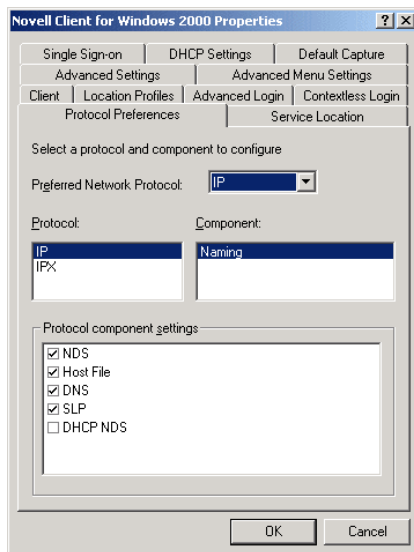 Novell Client for Windows 2000 Properties
Single Sign-on DHCP Settings Default Capture
Advanced Settings Advanced Menu Settings
Client Location Profiles Advanced Login Contextless Login
Protocol Preferences Service Location
Select a protocol and component to configure
Preferred Network Protocol: IP
Protocol: Component:
IP Naming
IPX
Protocol component settings
NDS
Host File
DNS
SLP
DHCP NDS
OK Cancel